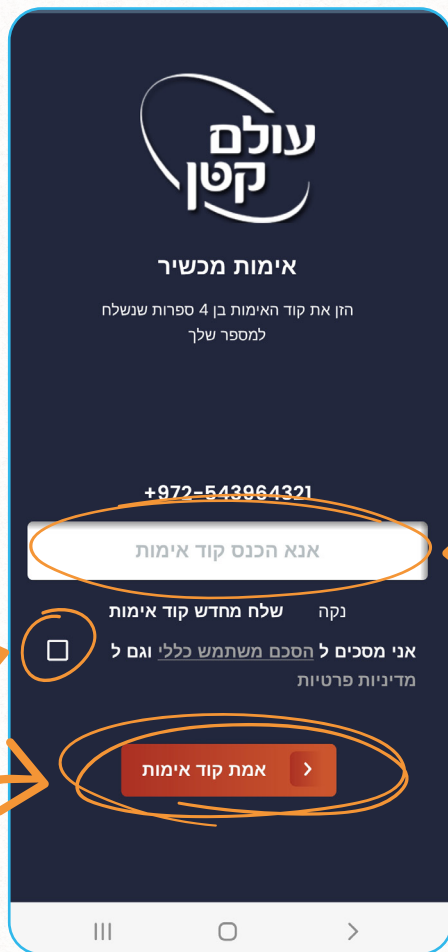 עולם
קטן
אימות מכשיר
הזן את קוד האימות בן 4 ספרות שנשלח
למספר שלך
+972-543964321
אנא הכנס קוד אימות
נקה שלח מחדש קוד אימות
אני מסכים ל הסכם משתמש כללי וגם ל
מדיניות פרטיות
אמת קוד אימות